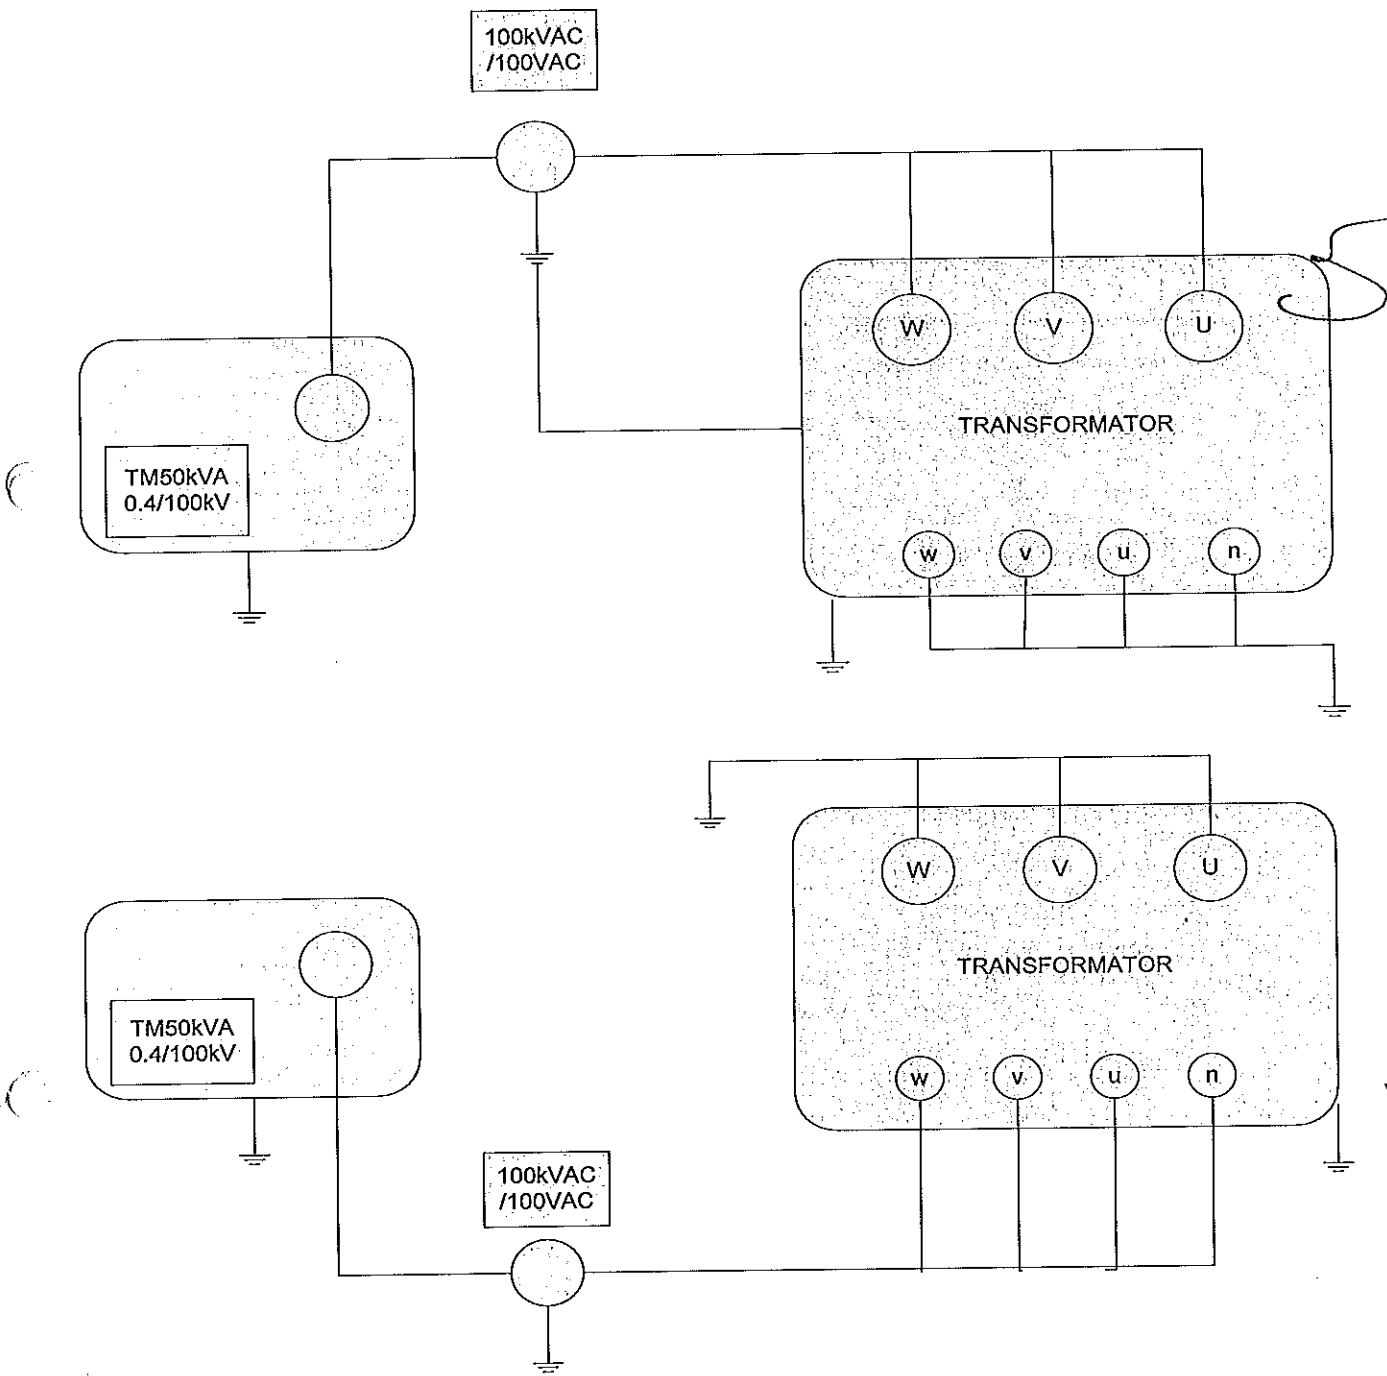 100kVAC
/100VAC
W V U
TRANSFORMATOR
TM50kVA
0.4/100kV
w v u n
W V U
TRANSFORMATOR
TM50kVA
0.4/100kV
w v u n
100kVAC
/100VAC